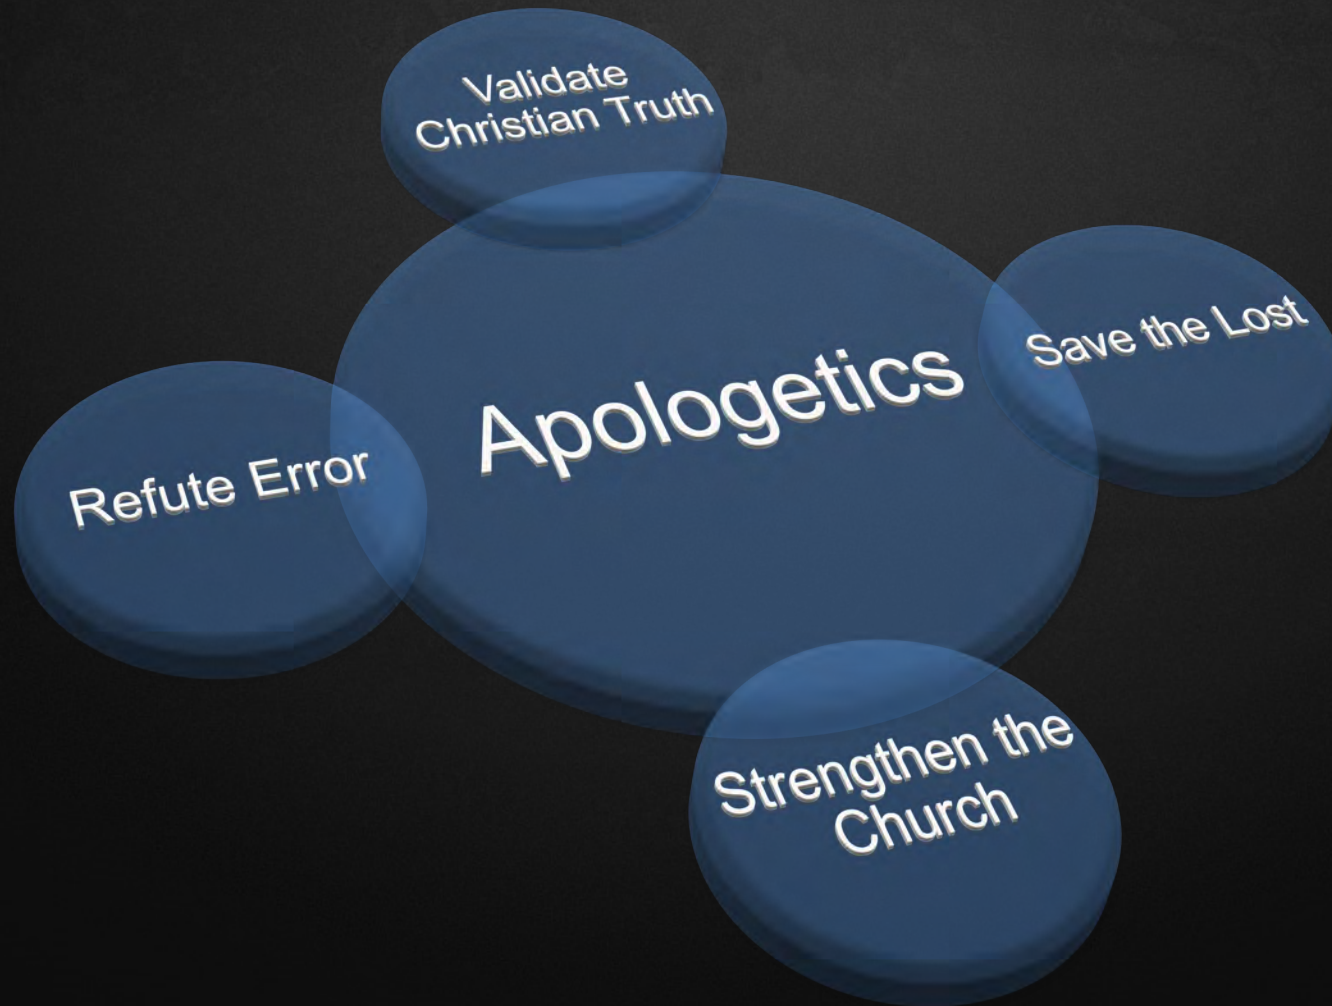 Validate
Christian Truth
Save the Lost
Apologetics
Refute Error
Strengthen the
Church